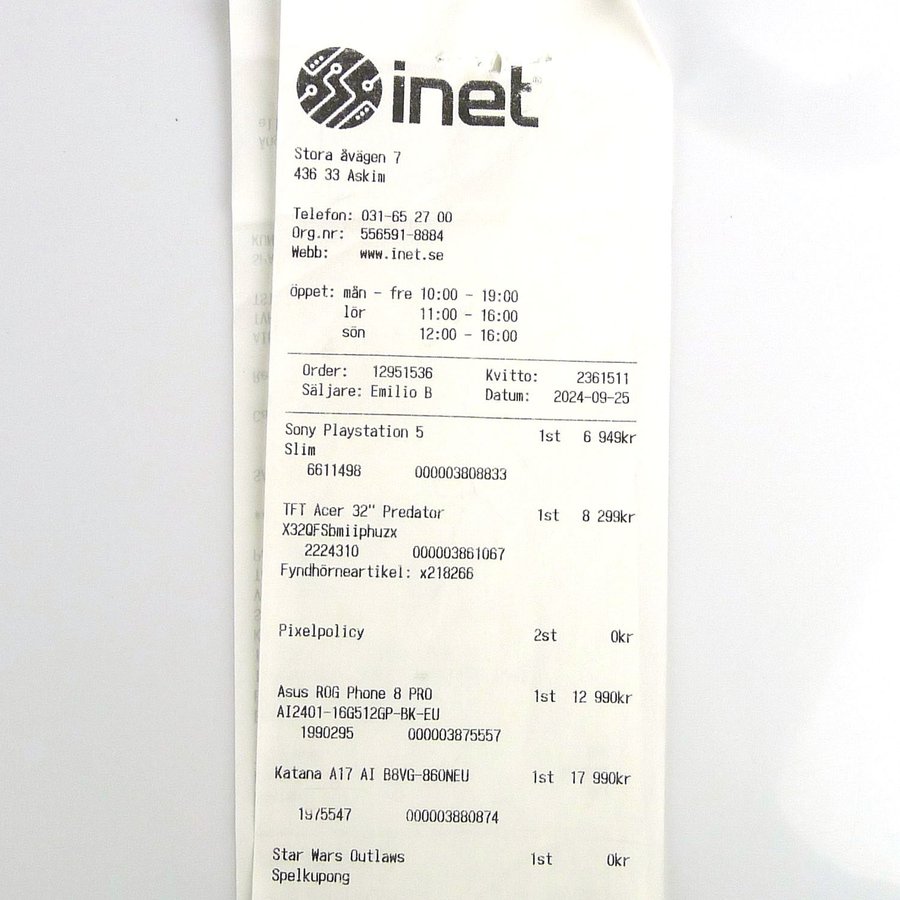 inet
Stora åvägen 7
436 33 Askim
Telefon: 031-65 27 00
Org.nr: 556591-8884
Webb: www.inet.se
öppet: män - fre 10:00 - 19:00
lör 11:00 - 16:00
sön 12:00 - 16:00
Order: 12951536 Kvitto: 2361511
Säljare: Emilio B Datum: 2024-09-25
Sony Playstation 5 1st 6 949kr
Slim
6611498 000003808833
TFT Acer 32" Predator 1st 8 299kr
X32QFSbmiiphuzx
2224310 000003861067
Fyndhörneartikel: x218266
Pixelpolicy 2st 0kr
Asus ROG Phone 8 PRO 1st 12 990kr
AI2401-16G512GP-BK-EU
1990295 000003875557
Katana A17 AI B8VG-860NEU 1st 17 990kr
1975547 000003880874
Star Wars Outlaws 1st 0kr
Spelkupong